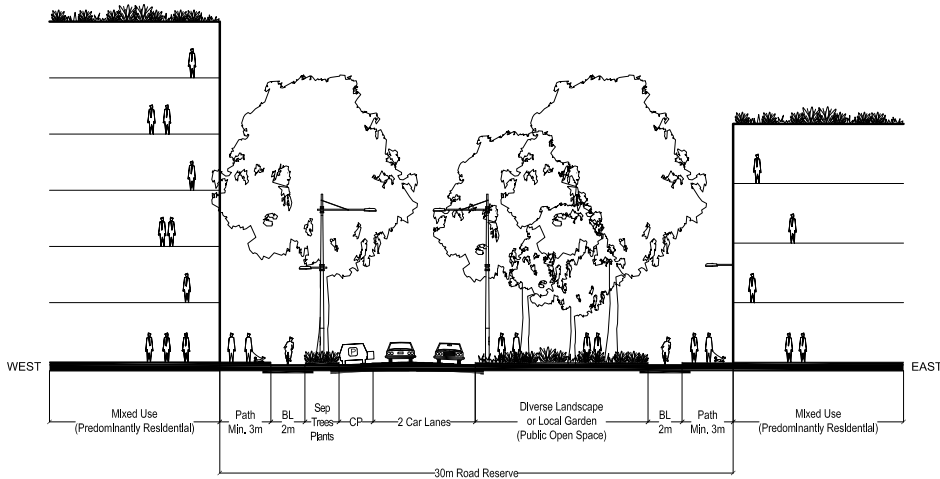 P
WEST
EAST
Mixed Use
(Predominantly Residential)
Path
Min. 3m
BL
2m
Sep
Trees
Plants
CP
2 Car Lanes
Diverse Landscape
or Local Garden
(Public Open Space)
BL
2m
Path
Min. 3m
Mixed Use
(Predominantly Residential)
30m Road Reserve